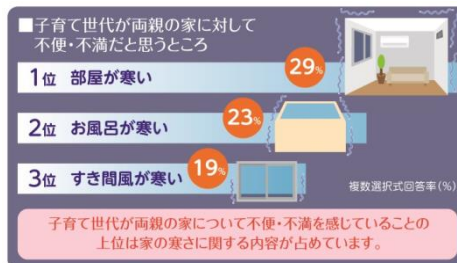 ■子育て世代が両親の家に対して
不便・不満だと思うところ
1位 部屋が寒い 29%
2位 お風呂が寒い 23%
3位 すき間風が寒い 19%
複数選択式回答率(%)
子育て世代が両親の家について不便・不満を感じていることの
上位は家の寒さに関する内容が占めています。